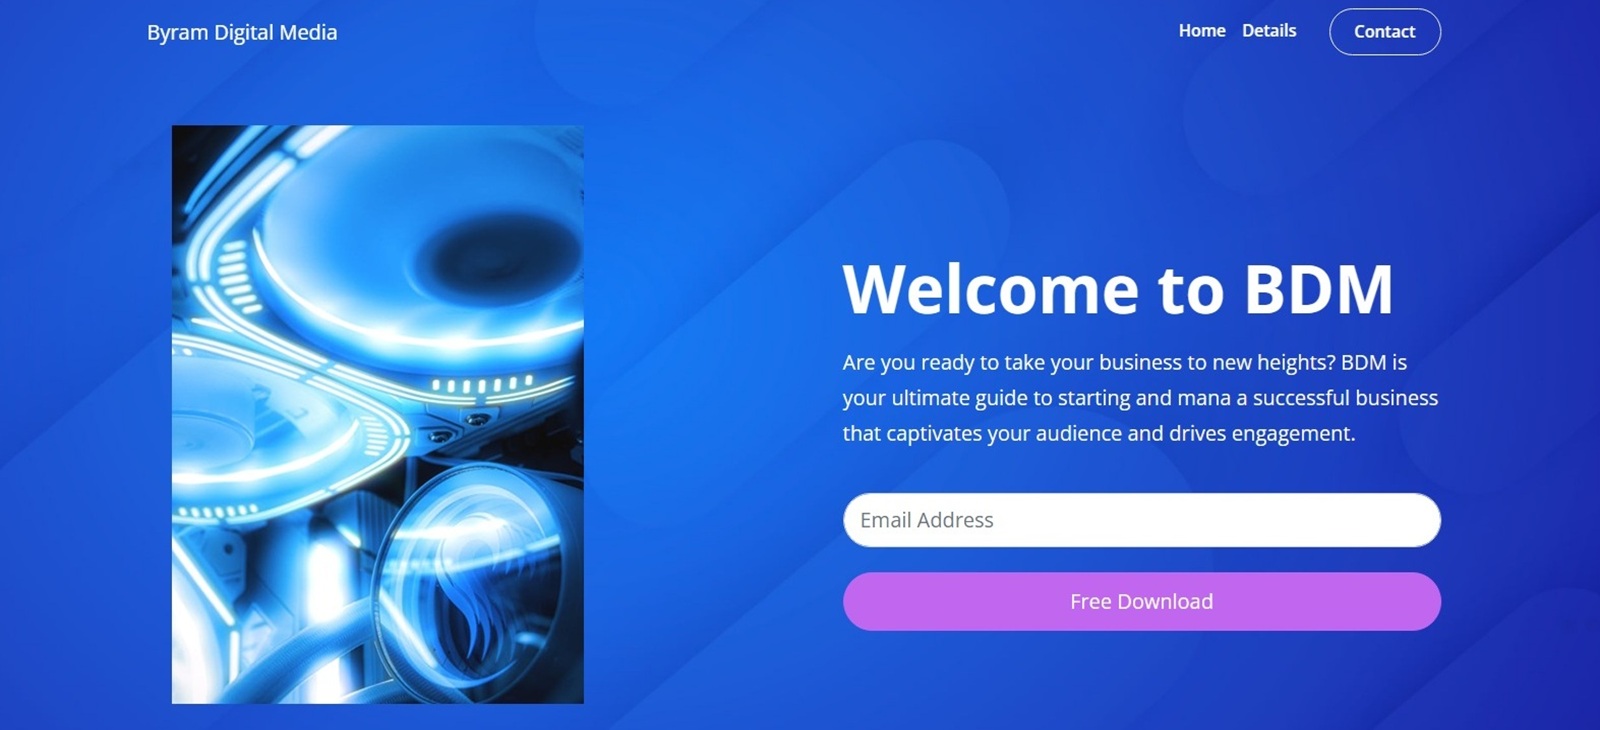 Byram Digital Media
Home Details Contact
Welcome to BDM
Are you ready to take your business to new heights? BDM is
your ultimate guide to starting and mana a successful business
that captivates your audience and drives engagement.
Email Address
Free Download